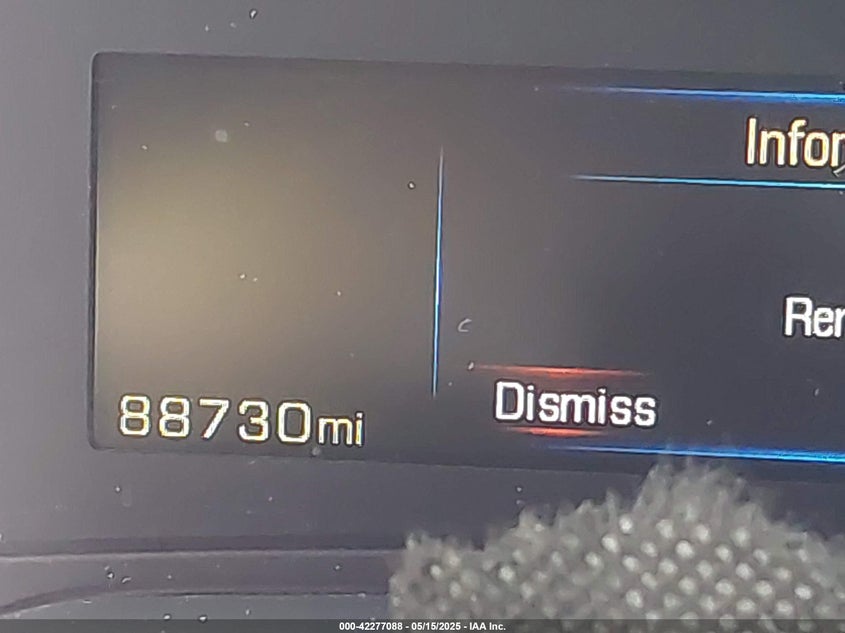 Infor
Rer
Dismiss
88730mi
000-42277088 - 05/15/2025 - IAA Inc.